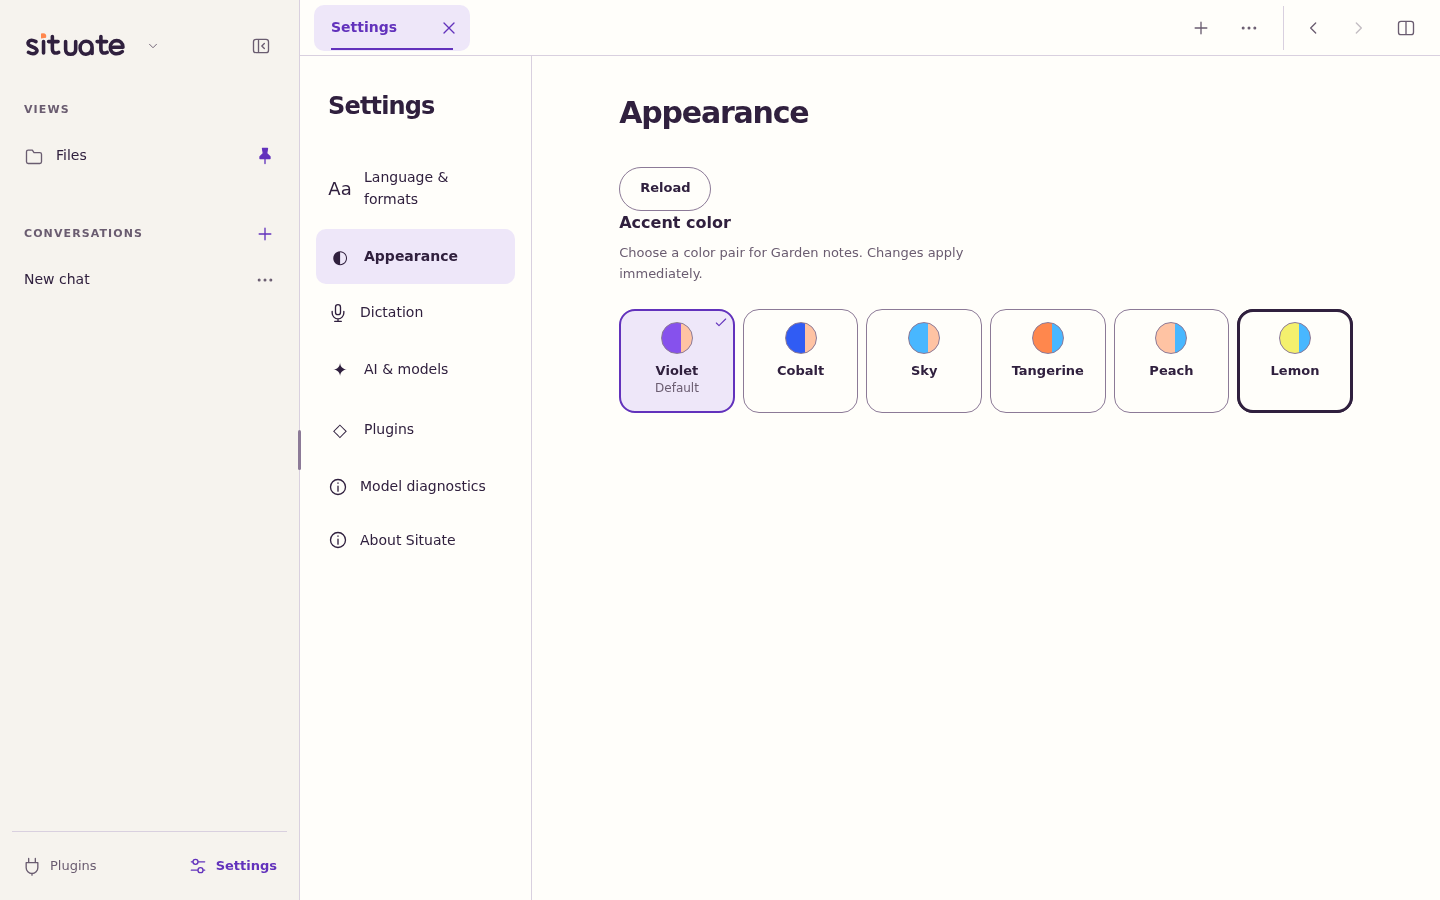 situate
VIEWS
Files
CONVERSATIONS
New chat
Plugins
Settings
Settings
Settings
Aa
Language &
formats
Appearance
Dictation
AI & models
Plugins
Model diagnostics
About Situate
Appearance
Reload
Accent color
Choose a color pair for Garden notes. Changes apply
immediately.
Violet
Default
Cobalt
Sky
Tangerine
Peach
Lemon